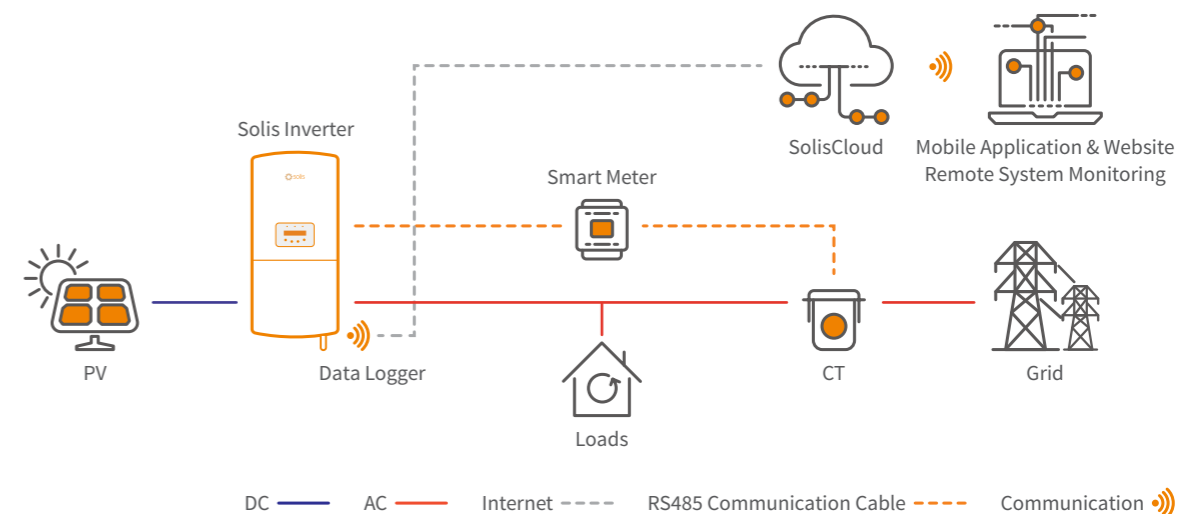 SolisCloud
Mobile Application & Website
Remote System Monitoring
Solis Inverter
solis
Smart Meter
PV
Data Logger
CT
Grid
Loads
DC
AC
Internet
RS485 Communication Cable
Communication